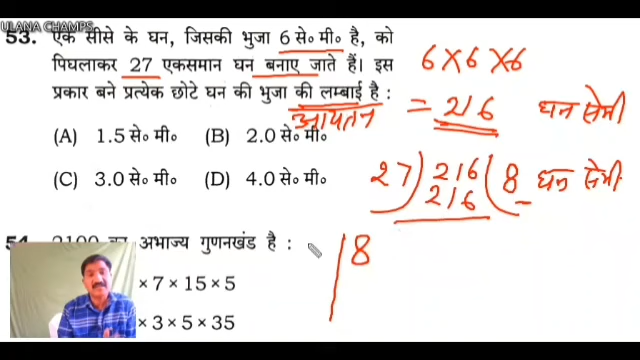 ULANA CHAMPS
53. एक सीसे के घन, जिसकी भुजा 6 से० मी० है, को
पिघलाकर 27 एकसमान घन बनाए जाते हैं। इस
प्रकार बने प्रत्येक छोटे घन की भुजा की लम्बाई है :
आयतन
(A) 1.5 से० मी० (B) 2.0 से० मी०
(C) 3.0 से० मी० (D) 4.0 से० मी०
6 X 6 X 6
= 216 घन सेमी
27 ) 216 ( 8 घन सेमी
216
8
54. 2100 का अभाज्य गुणनखंड है :
× 7 × 15 × 5
× 3 × 5 × 35